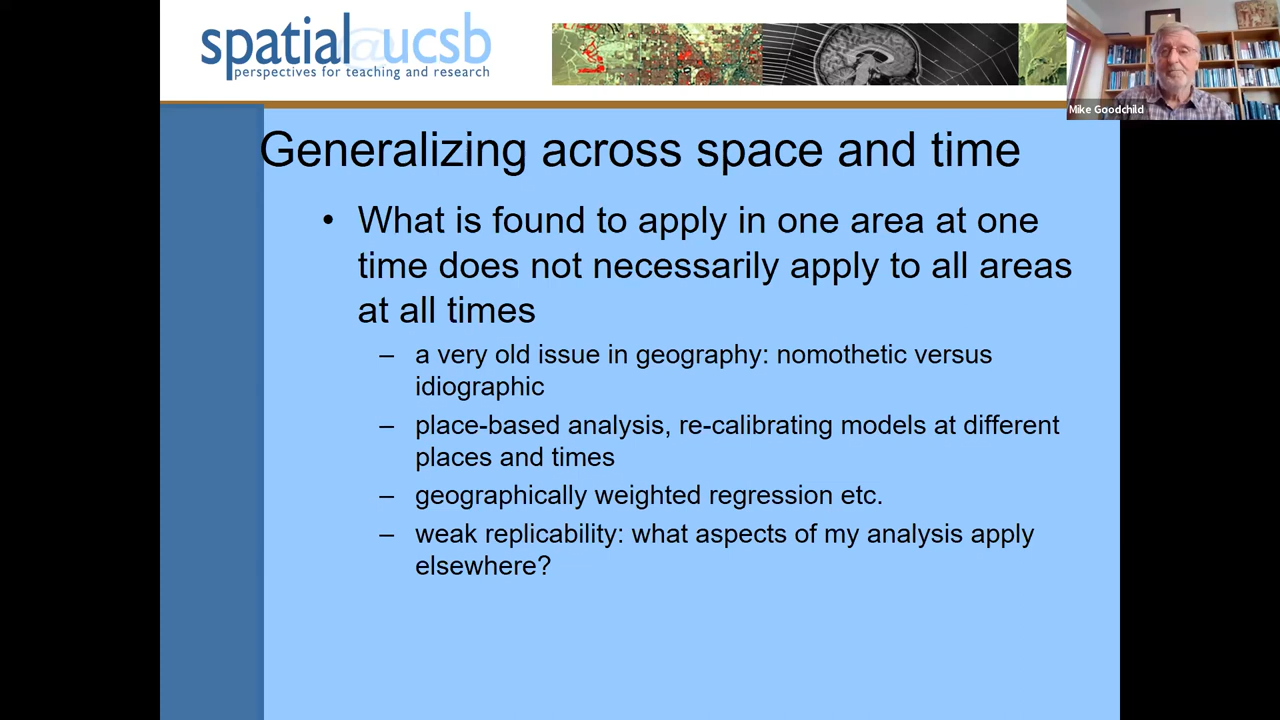 spatial@ucsb
perspectives for teaching and research
Mike Goodchild
Generalizing across space and time
• What is found to apply in one area at one
time does not necessarily apply to all areas
at all times
– a very old issue in geography: nomothetic versus
idiographic
– place-based analysis, re-calibrating models at different
places and times
– geographically weighted regression etc.
– weak replicability: what aspects of my analysis apply
elsewhere?